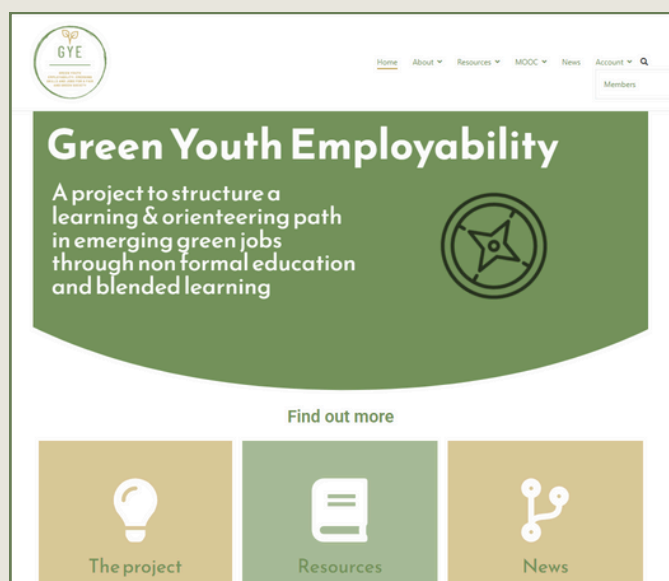 GYE
Home About Resources MOOC News Account
Members
Green Youth Employability
A project to structure a
learning & orienteering path
in emerging green jobs
through non formal education
and blended learning
Find out more
The project Resources News